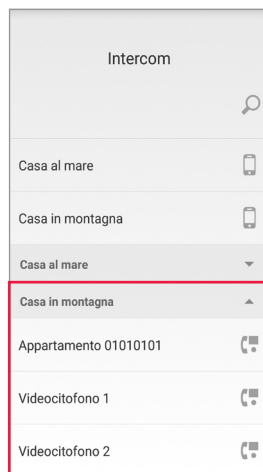 Intercom
Casa al mare
Casa in montagna
Casa al mare
Casa in montagna
Appartamento 01010101
Videocitofono 1
Videocitofono 2